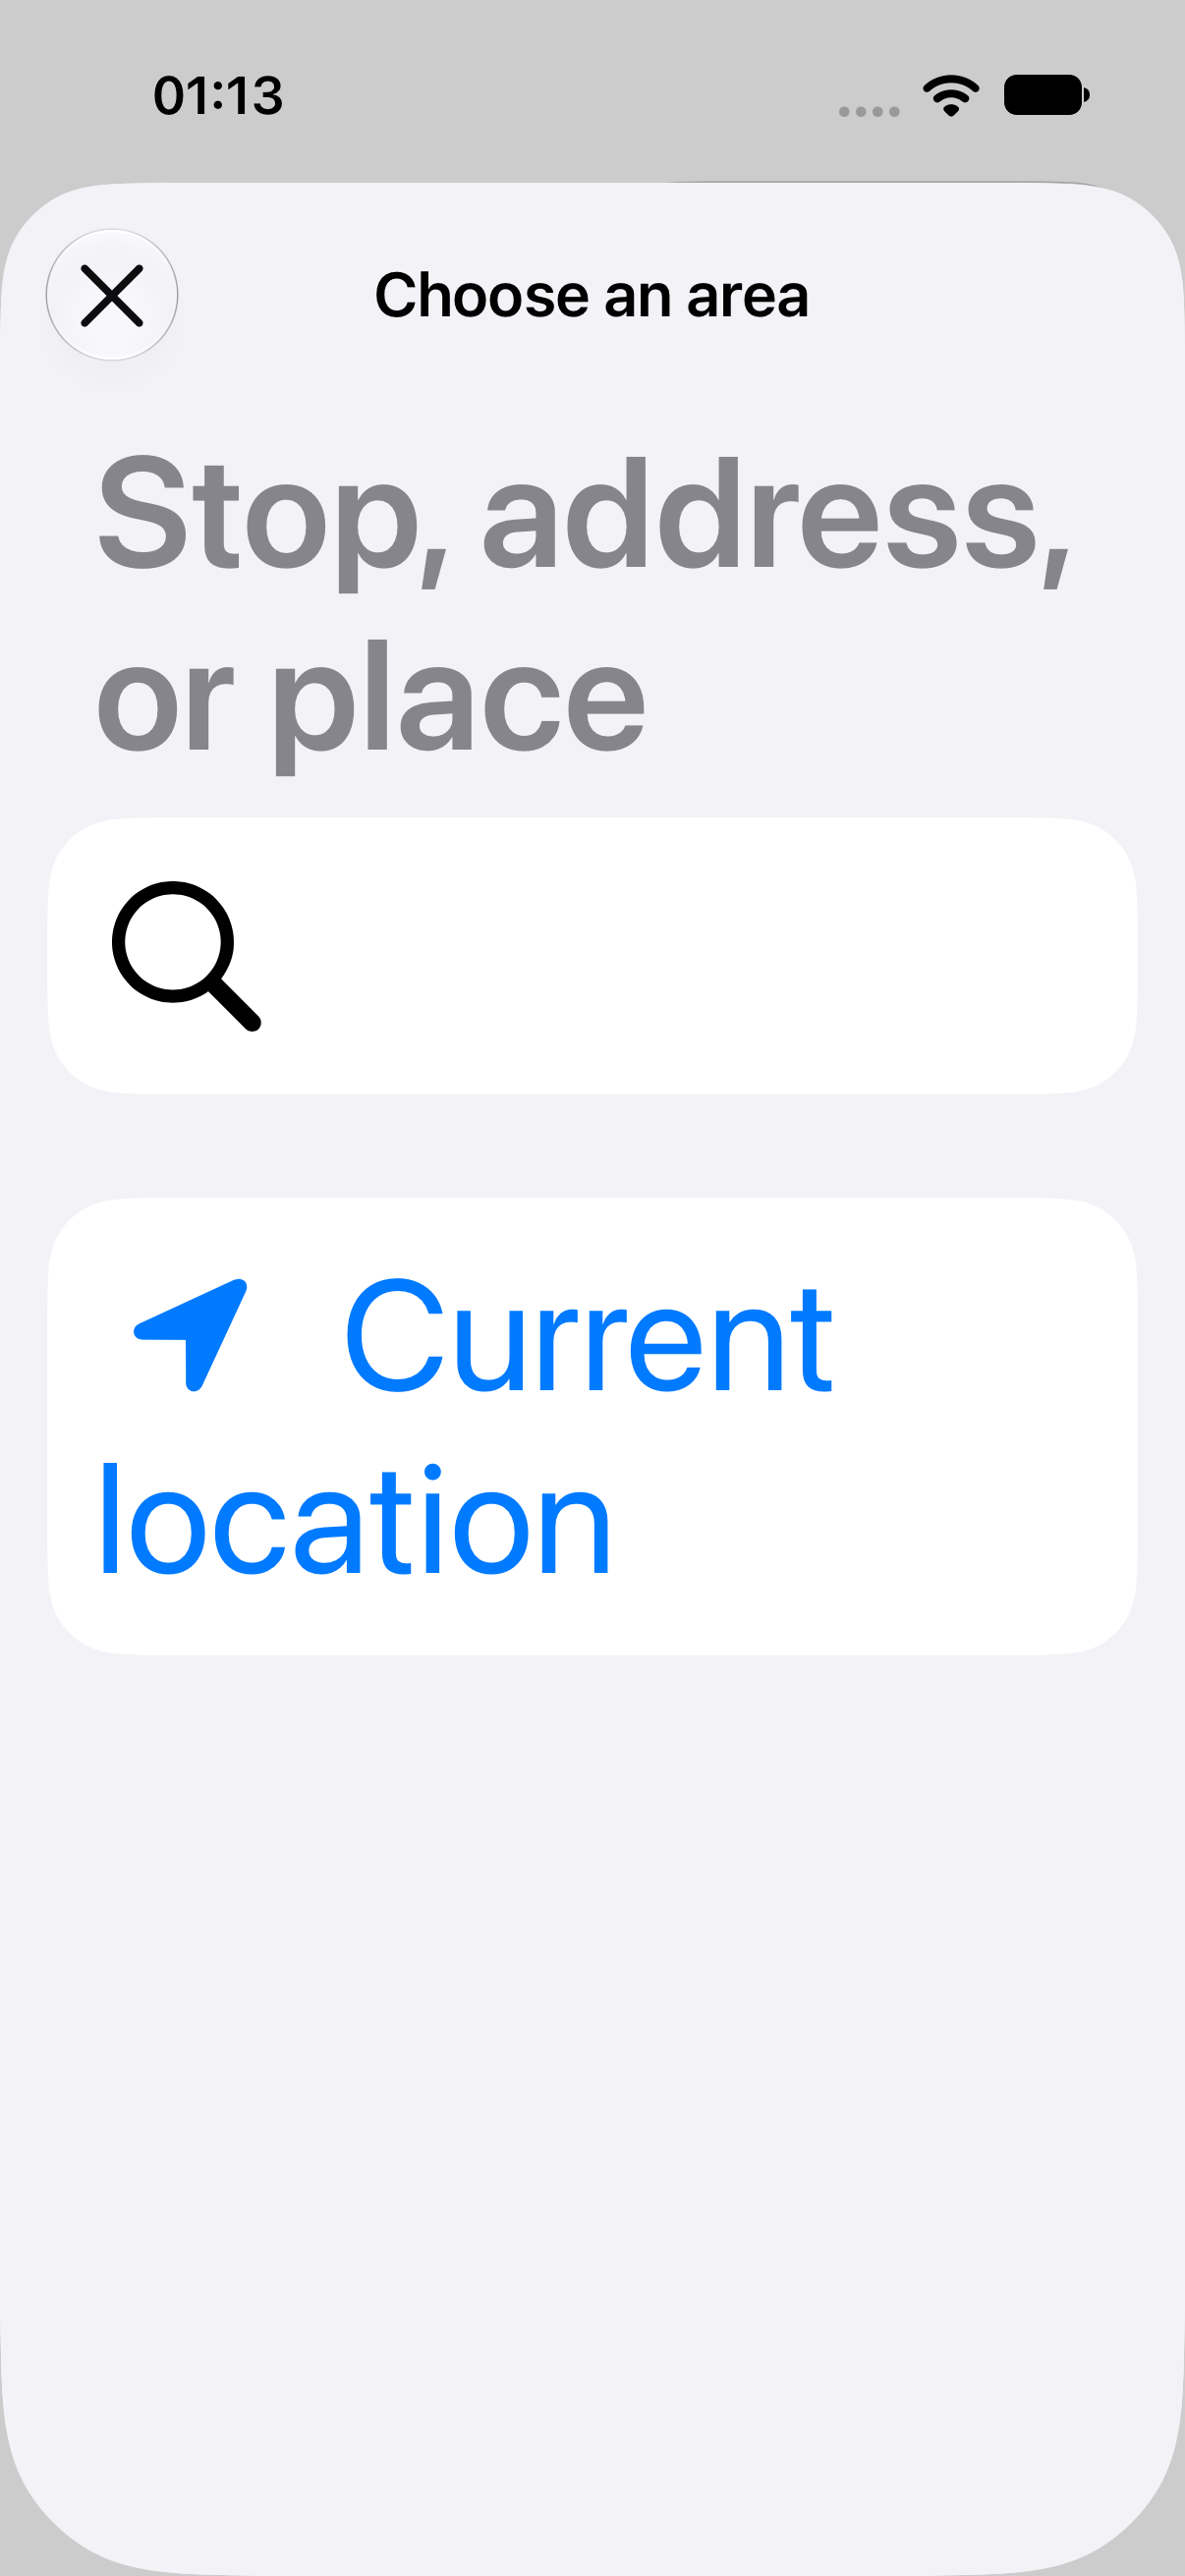 01:13
Choose an area
Stop, address,
or place
Current
location